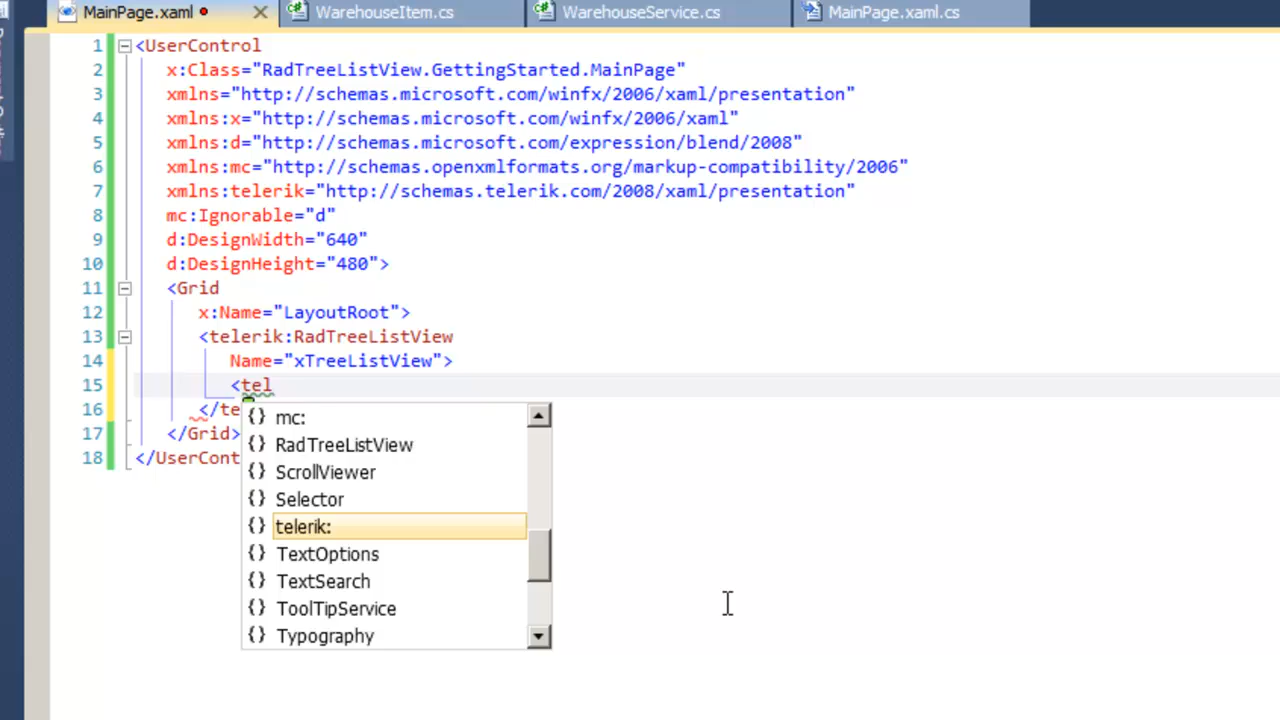 MainPage.xaml
WarehouseItem.cs
WarehouseService.cs
MainPage.xaml.cs
1 <UserControl
2 x:Class="RadTreeListView.GettingStarted.MainPage"
3 xmlns="http://schemas.microsoft.com/winfx/2006/xaml/presentation"
4 xmlns:x="http://schemas.microsoft.com/winfx/2006/xaml"
5 xmlns:d="http://schemas.microsoft.com/expression/blend/2008"
6 xmlns:mc="http://schemas.openxmlformats.org/markup-compatibility/2006"
7 xmlns:telerik="http://schemas.telerik.com/2008/xaml/presentation"
8 mc:Ignorable="d"
9 d:DesignWidth="640"
10 d:DesignHeight="480">
11 <Grid
12 x:Name="LayoutRoot">
13 <telerik:RadTreeListView
14 Name="xTreeListView">
15 <tel
16 </te
17 </Grid>
18 </UserCont
{} mc:
{} RadTreeListView
{} ScrollViewer
{} Selector
{} telerik:
{} TextOptions
{} TextSearch
{} ToolTipService
{} Typography